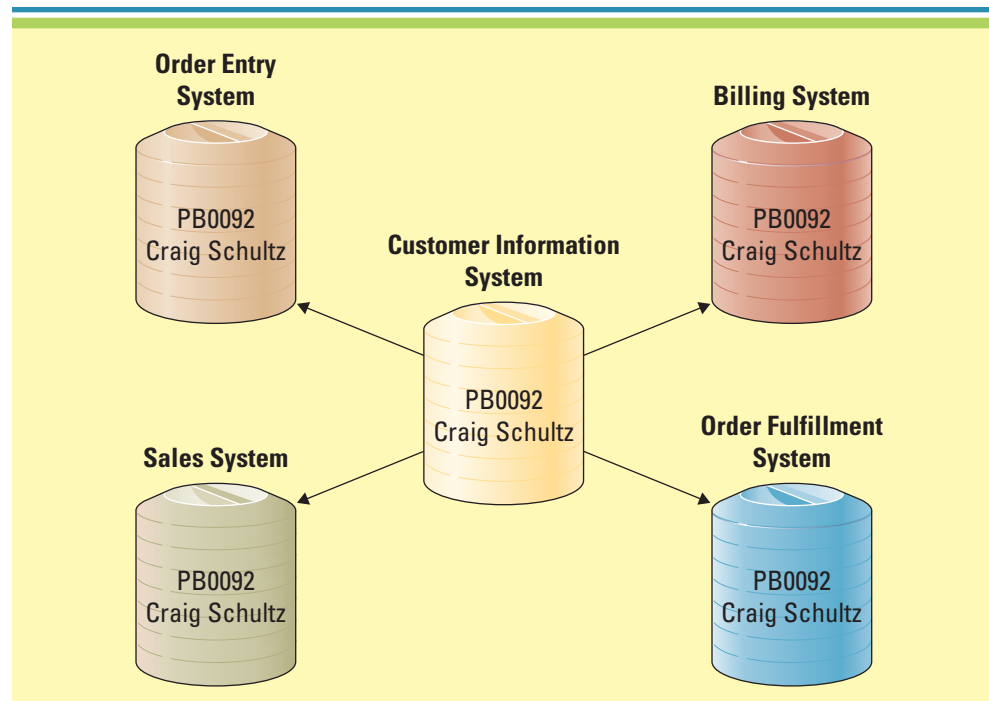 Order Entry
System
PB0092
Craig Schultz
Billing System
PB0092
Craig Schultz
Customer Information
System
PB0092
Craig Schultz
Sales System
PB0092
Craig Schultz
Order Fulfillment
System
PB0092
Craig Schultz